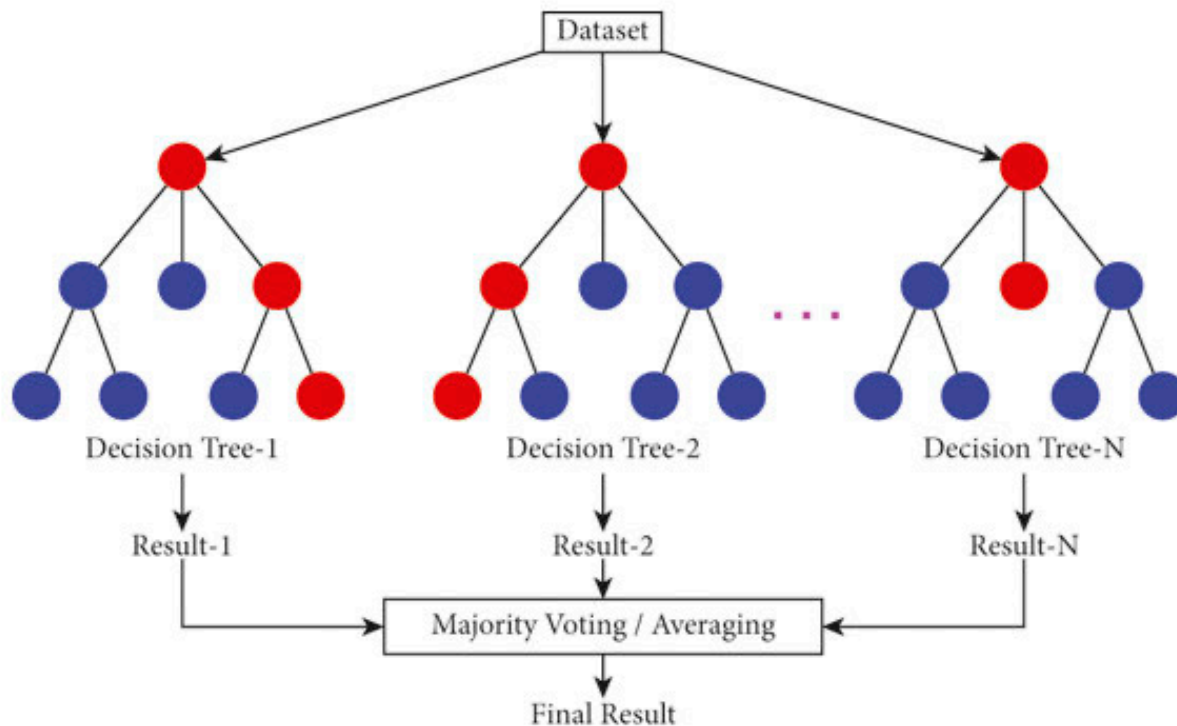 Dataset
Decision Tree-1
Decision Tree-2
Decision Tree-N
Result-1
Result-2
Result-N
Majority Voting / Averaging
Final Result